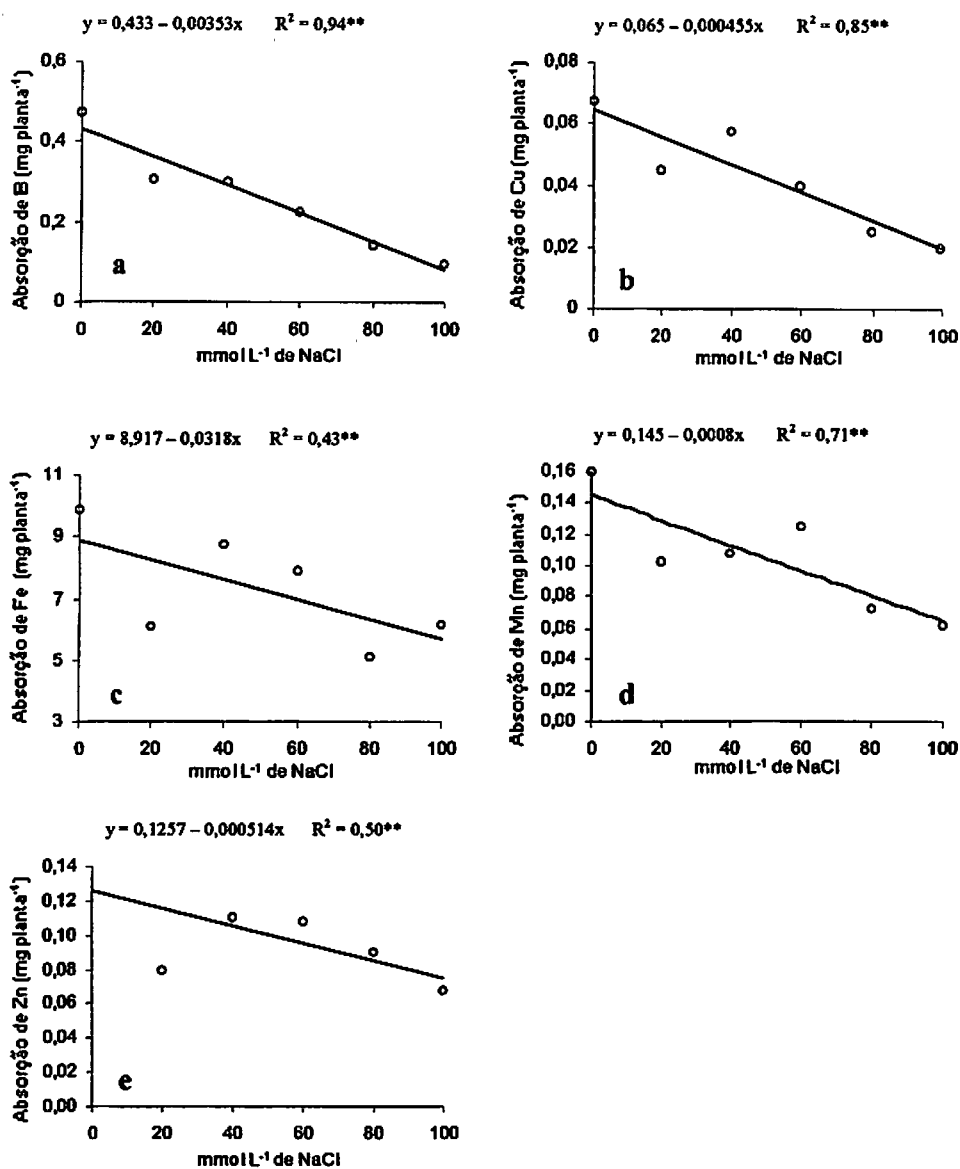 y = 0,433 – 0,00353x R² = 0,94**
Absorção de B (mg planta⁻¹)
0,6
0,4
0,2
0
a
0 20 40 60 80 100
mmol L⁻¹ de NaCl
y = 0,065 – 0,000455x R² = 0,85**
Absorção de Cu (mg planta⁻¹)
0,08
0,06
0,04
0,02
0
b
0 20 40 60 80 100
mmol L⁻¹ de NaCl
y = 8,917 – 0,0318x R² = 0,43**
Absorção de Fe (mg planta⁻¹)
11
9
7
5
3
c
0 20 40 60 80 100
mmol L⁻¹ de NaCl
y = 0,145 – 0,0008x R² = 0,71**
Absorção de Mn (mg planta⁻¹)
0,16
0,14
0,12
0,10
0,08
0,06
0,04
0,02
0,00
d
0 20 40 60 80 100
mmol L⁻¹ de NaCl
y = 0,1257 – 0,000514x R² = 0,50**
Absorção de Zn (mg planta⁻¹)
0,14
0,12
0,10
0,08
0,06
0,04
0,02
0,00
e
0 20 40 60 80 100
mmol L⁻¹ de NaCl